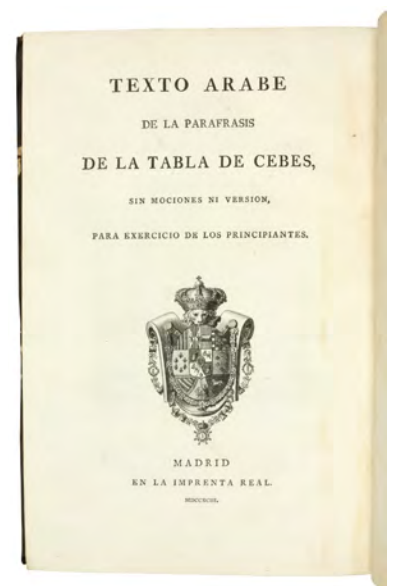 TEXTO ARABE
DE LA PARAFRASIS
DE LA TABLA DE CEBES,
SIN MOCIONES NI VERSION,
PARA EXERCICIO DE LOS PRINCIPIANTES.
MADRID
EN LA IMPRENTA REAL.